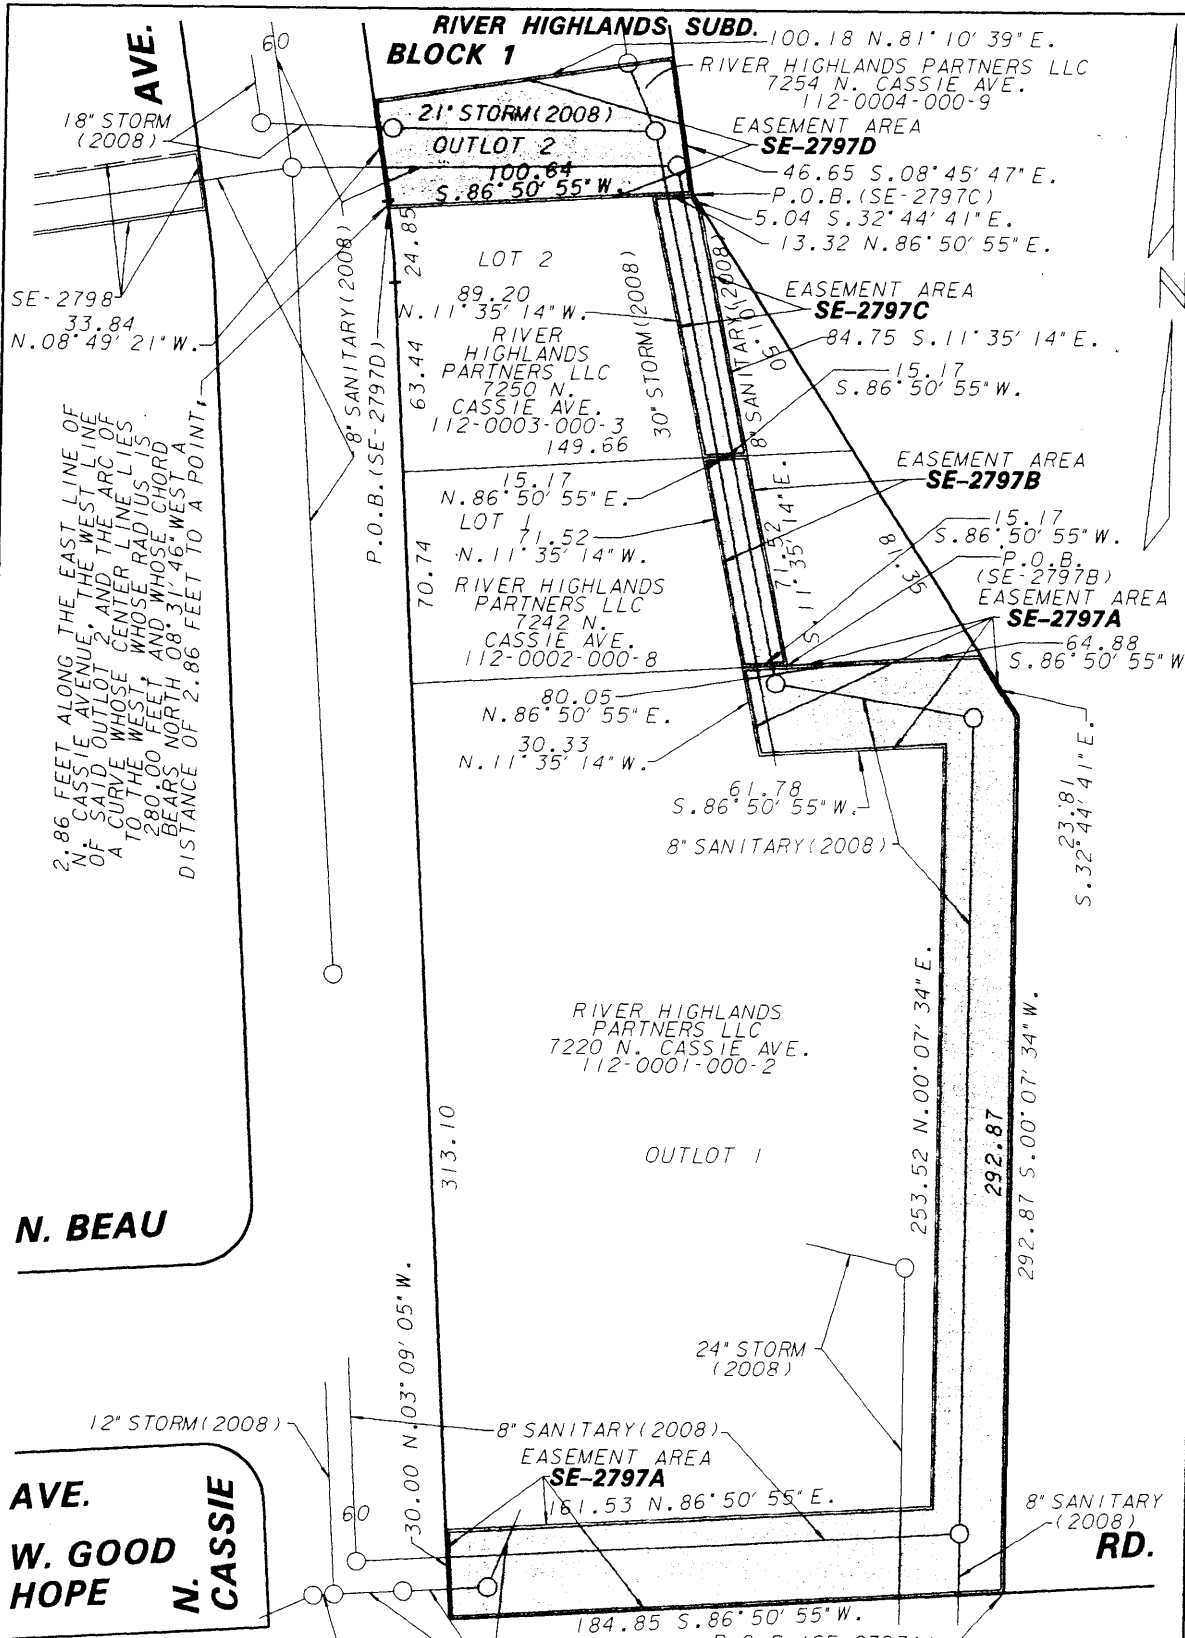 RIVER HIGHLANDS SUBD.
BLOCK 1
AVE.
60
100.18 N.81°10'39"E.
RIVER HIGHLANDS PARTNERS LLC
7254 N. CASSIE AVE.
112-0004-000-9
18" STORM
(2008)
21" STORM(2008)
OUTLOT 2
100.64
S.86°50'55"W.
EASEMENT AREA
SE-2797D
46.65 S.08°45'47"E.
P.O.B.(SE-2797C)
5.04 S.32°44'41"E.
13.32 N.86°50'55"E.
N
SE-2798
33.84
N.08°49'21"W.
8" SANITARY(2008)
P.O.B.(SE-2797D)
24.85
63.44
LOT 2
89.20
N.11°35'14"W.
RIVER
HIGHLANDS
PARTNERS LLC
7250 N.
CASSIE AVE.
112-0003-000-3
149.66
30" STORM(2008)
8" SANITARY(2008)
EASEMENT AREA
SE-2797C
84.75 S.11°35'14"E.
15.17
S.86°50'55"W.
2.86 FEET ALONG THE EAST LINE OF
N. CASSIE AVENUE, THE WEST LINE
OF SAID OUTLOT 2 AND THE ARC OF
A CURVE WHOSE CENTER LINE LIES
TO THE WEST, WHOSE RADIUS IS
280.00 FEET AND WHOSE CHORD
BEARS NORTH 08°31'46" WEST A
DISTANCE OF 2.86 FEET TO A POINT,
15.17
N.86°50'55"E.
LOT 1
71.52
N.11°35'14"W.
70.74
RIVER HIGHLANDS
PARTNERS LLC
7242 N.
CASSIE AVE.
112-0002-000-8
71.52
S. 11°35'14"E.
81.35
EASEMENT AREA
SE-2797B
15.17
S.86°50'55"W.
P.O.B.
(SE-2797B)
EASEMENT AREA
SE-2797A
64.88
S.86°50'55"W
80.05
N.86°50'55"E.
30.33
N.11°35'14"W.
61.78
S.86°50'55"W.
8" SANITARY(2008)
23.81
S.32°44'41"E.
RIVER HIGHLANDS
PARTNERS LLC
7220 N. CASSIE AVE.
112-0001-000-2
OUTLOT 1
313.10
253.52 N.00°07'34"E.
292.87
292.87 S.00°07'34"W.
N. BEAU
24" STORM
(2008)
30.00 N.03°09'05"W.
12" STORM(2008)
8" SANITARY(2008)
EASEMENT AREA
SE-2797A
161.53 N.86°50'55"E.
AVE.
W. GOOD
HOPE
N.
CASSIE
60
8" SANITARY
(2008)
RD.
184.85 S.86°50'55"W.